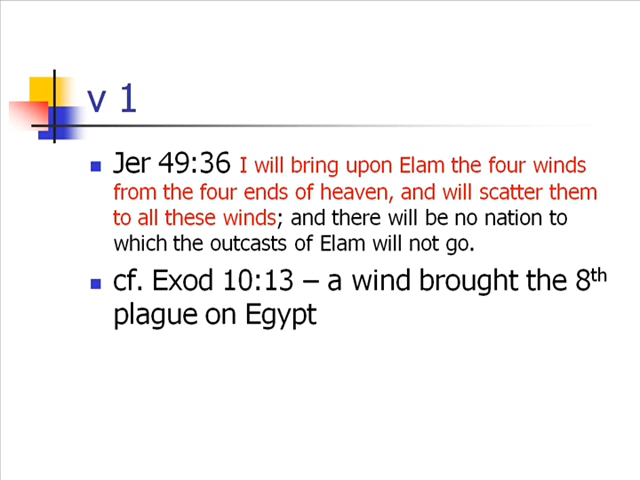 v 1
Jer 49:36 I will bring upon Elam the four winds
from the four ends of heaven, and will scatter them
to all these winds; and there will be no nation to
which the outcasts of Elam will not go.
cf. Exod 10:13 – a wind brought the 8th
plague on Egypt